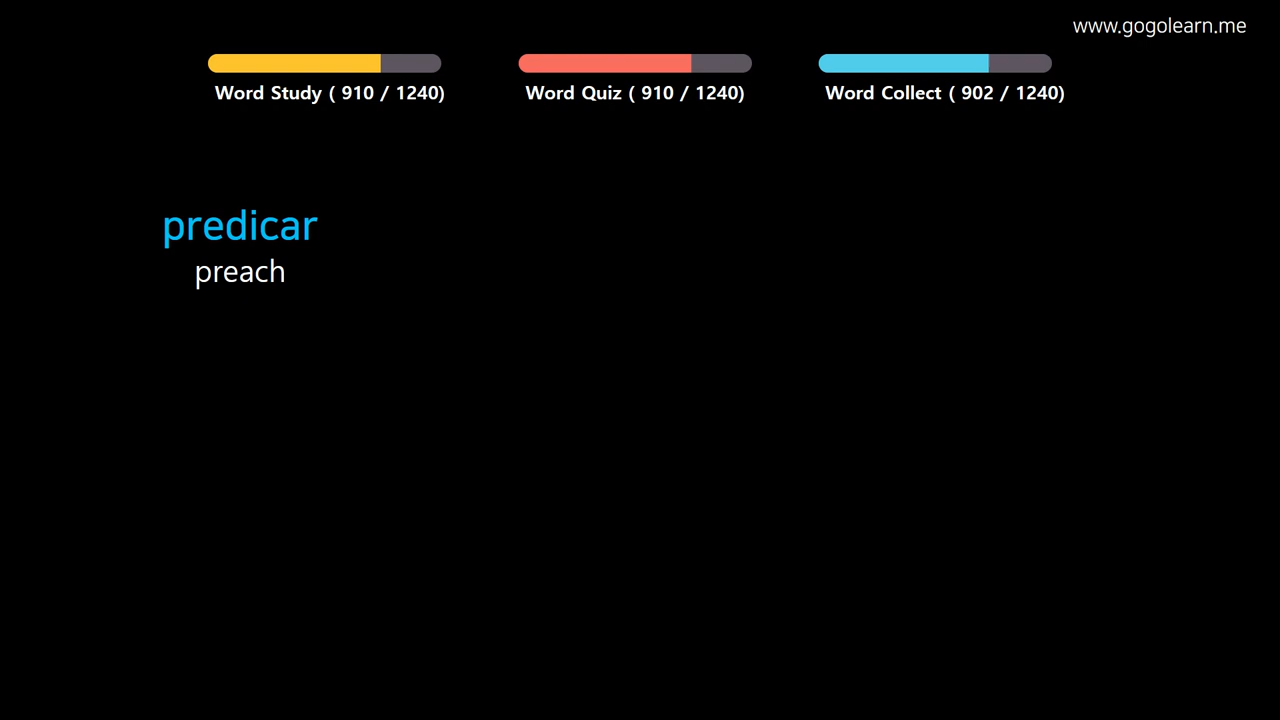 www.gogolearn.me
Word Study ( 910 / 1240)
Word Quiz ( 910 / 1240)
Word Collect ( 902 / 1240)
predicar
preach